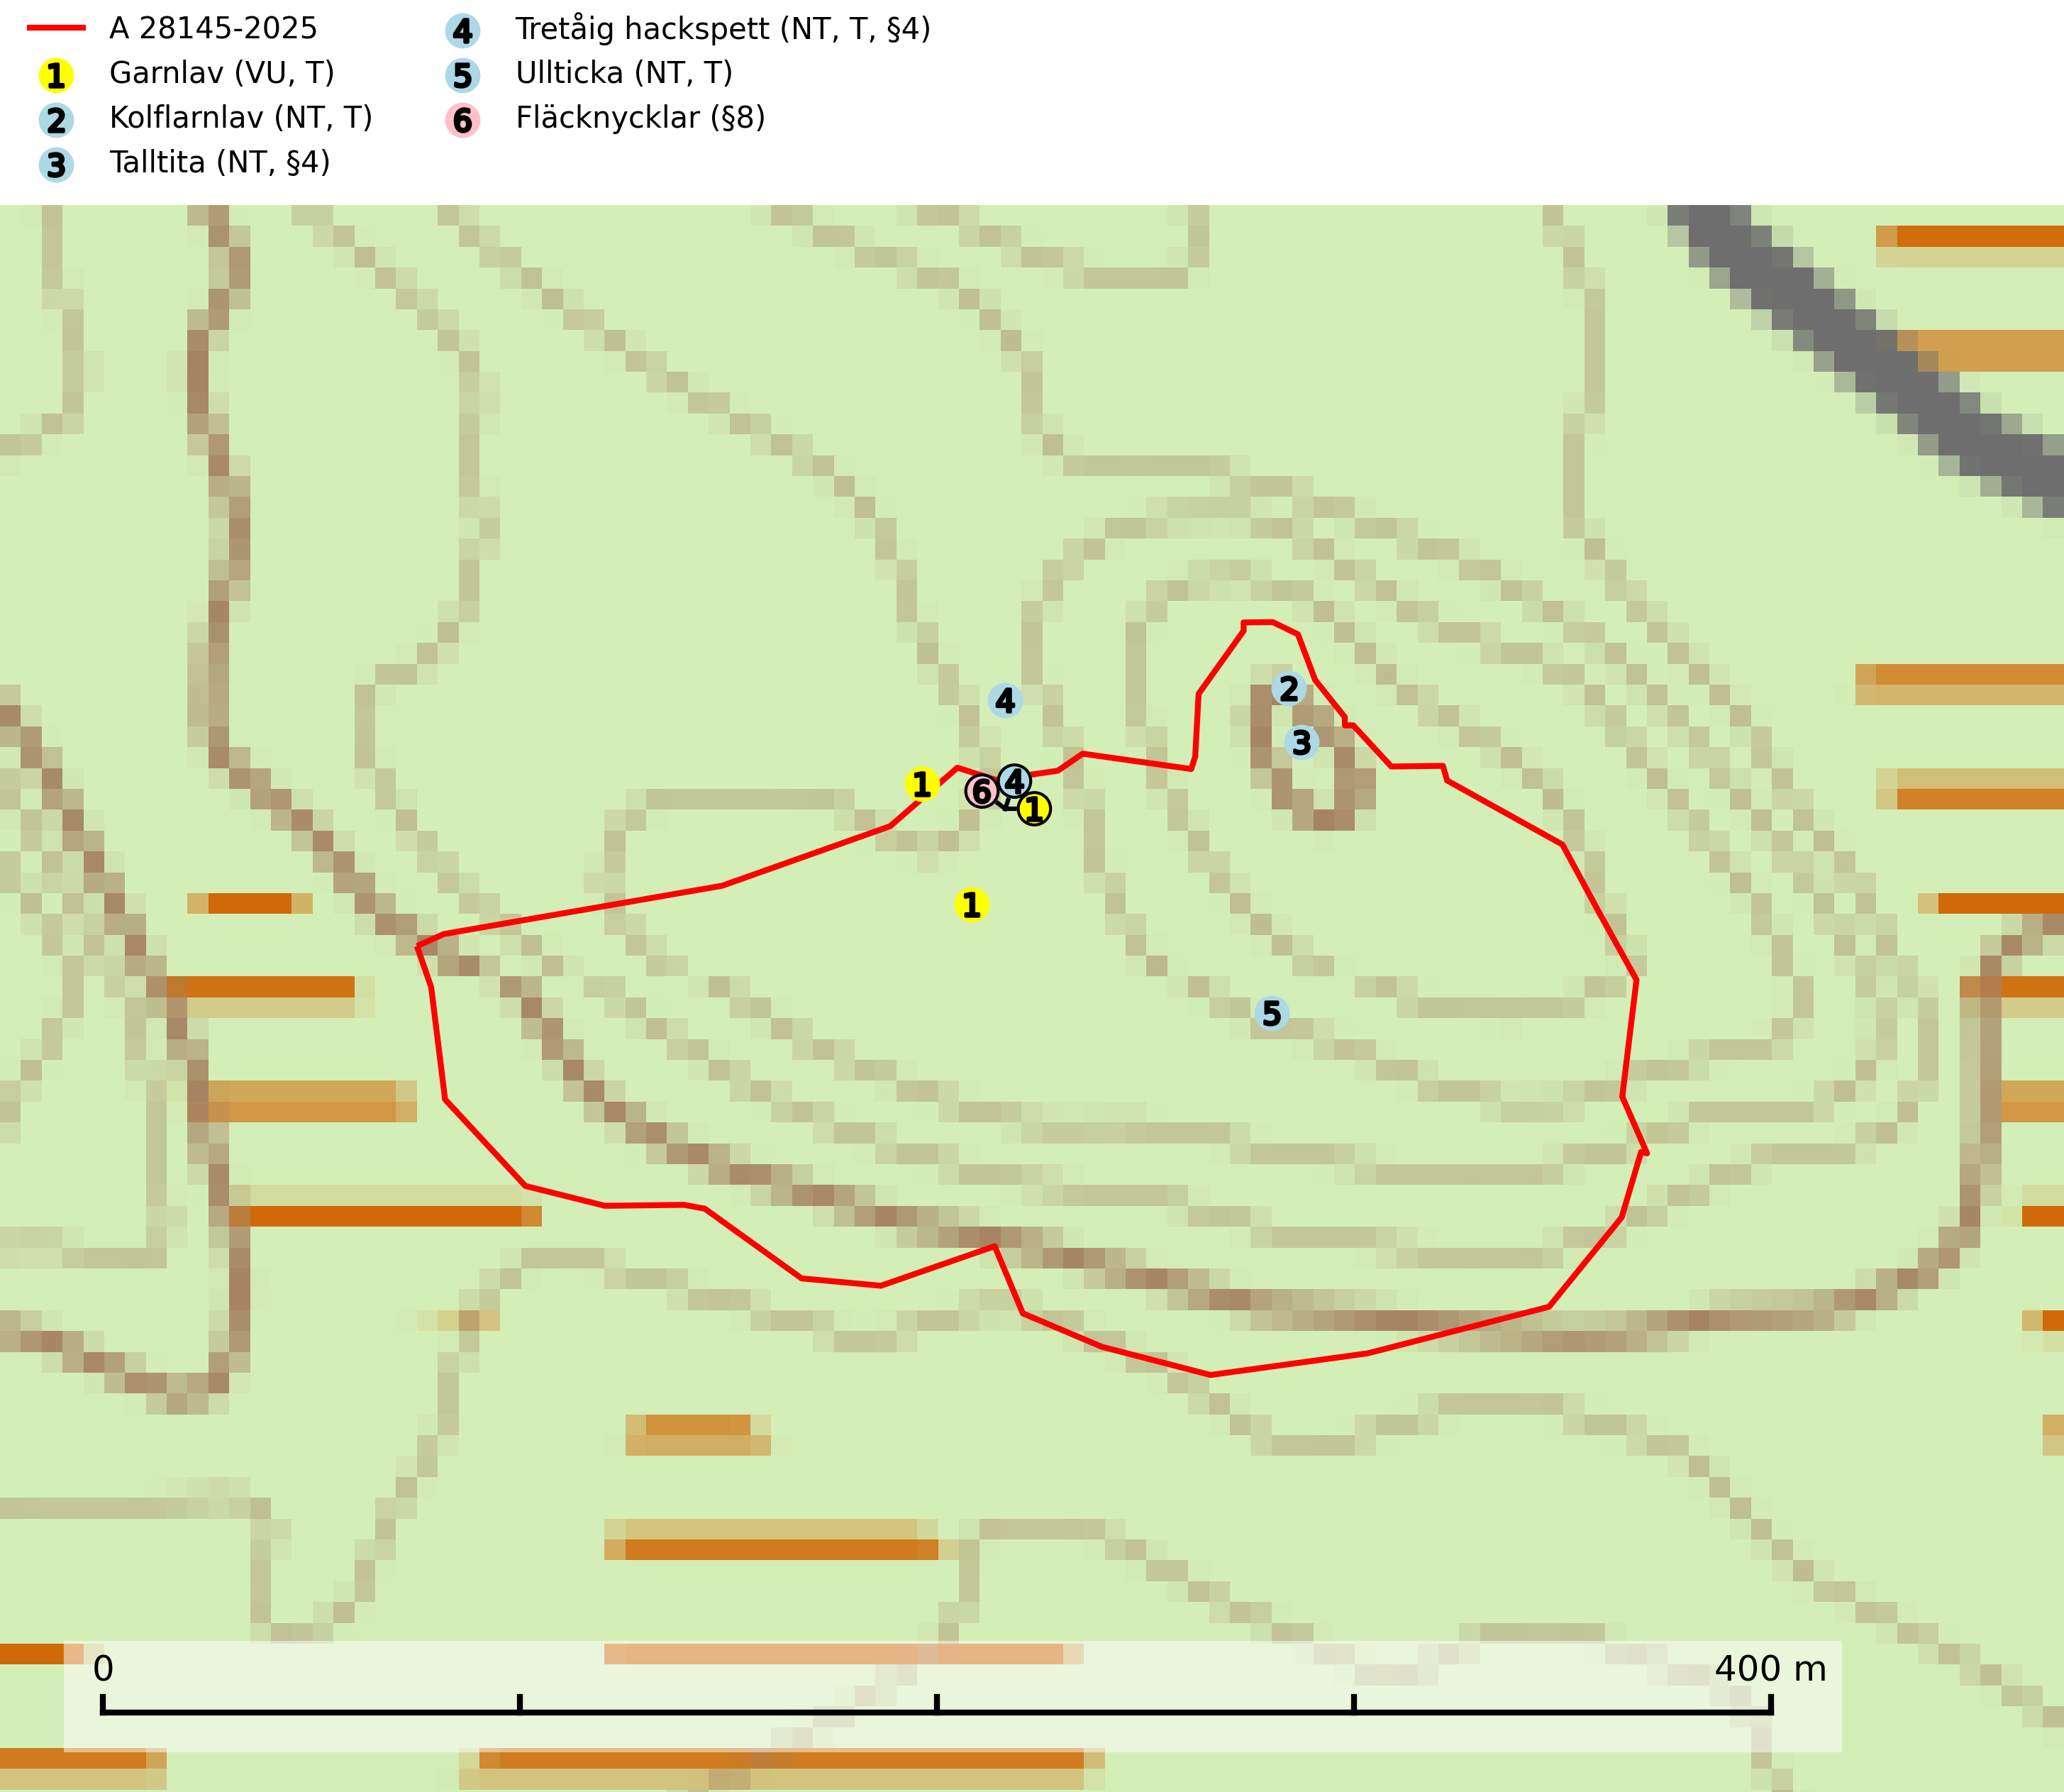 A 28145-2025
1 Garnlav (VU, T)
2 Kolflarnlav (NT, T)
3 Talltita (NT, §4)
4 Tretåig hackspett (NT, T, §4)
5 Ullticka (NT, T)
6 Fläcknycklar (§8)
2
4
3
1
4
6
1
1
5
0
400 m